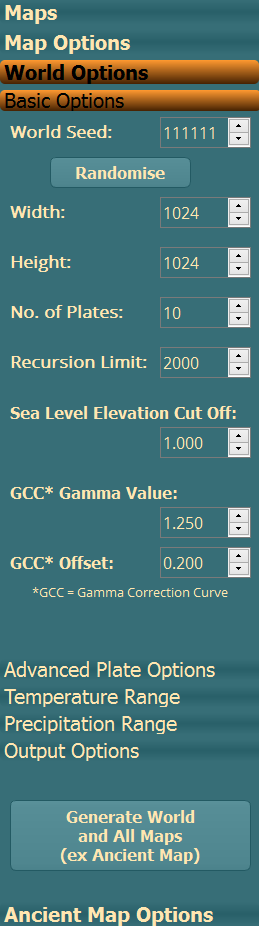 Maps
Map Options
World Options
Basic Options
World Seed: 111111
Randomise
Width: 1024
Height: 1024
No. of Plates: 10
Recursion Limit: 2000
Sea Level Elevation Cut Off:
1.000
GCC* Gamma Value:
1.250
GCC* Offset: 0.200
*GCC = Gamma Correction Curve
Advanced Plate Options
Temperature Range
Precipitation Range
Output Options
Generate World
and All Maps
(ex Ancient Map)
Ancient Map Options